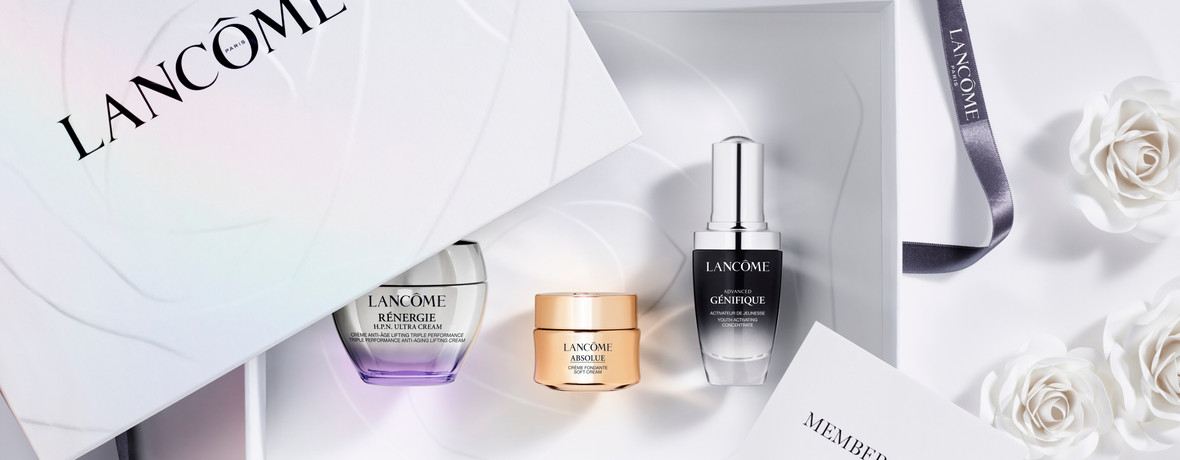 LANCÔME
PARIS
LANCÔME
PARIS
LANCÔME
RÉNERGIE
H.P.N. ULTRA CREAM
CRÈME ANTI-ÂGE LIFTING TRIPLE PERFORMANCE
TRIPLE PERFORMANCE ANTI-AGING LIFTING CREAM
LANCÔME
ABSOLUE
CRÈME FONDANTE
SOFT CREAM
LANCÔME
ADVANCED
GÉNIFIQUE
ACTIVATEUR DE JEUNESSE
YOUTH ACTIVATING
CONCENTRATE
MEMBER